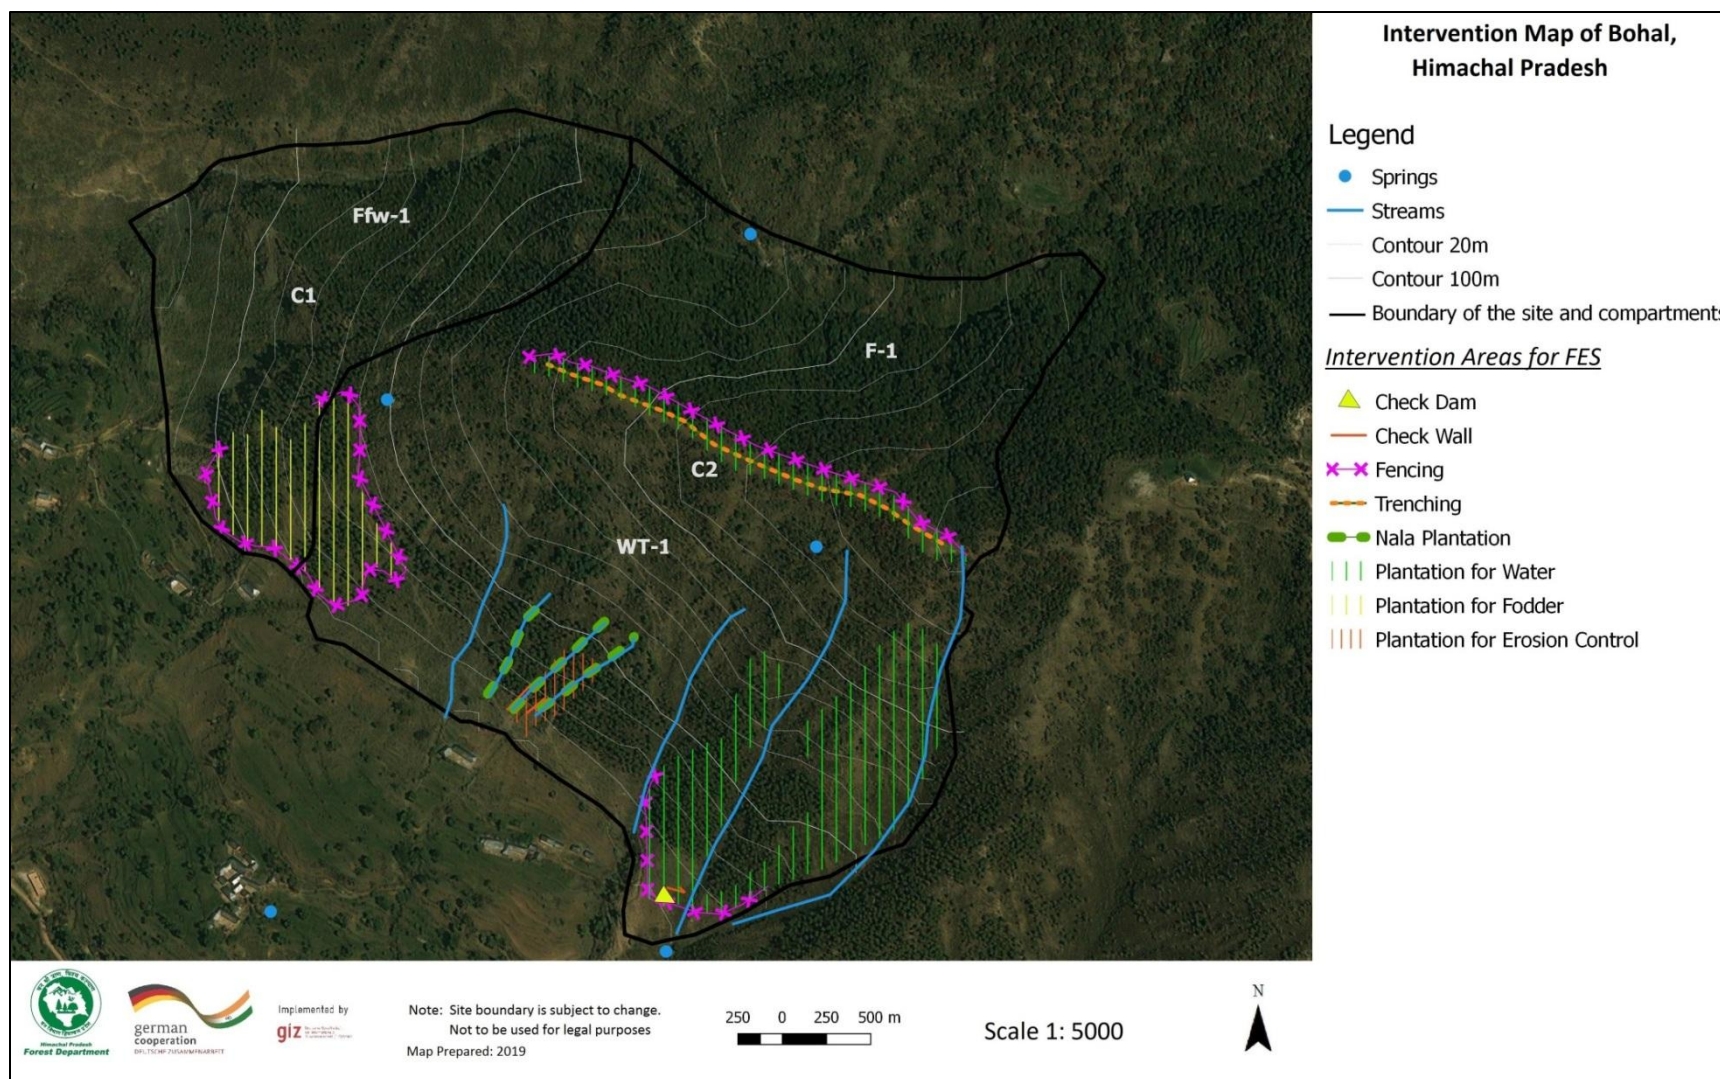 Intervention Map of Bohal,
Himachal Pradesh
Legend
Springs
Streams
Contour 20m
Contour 100m
Boundary of the site and compartments
Intervention Areas for FES
Check Dam
Check Wall
Fencing
Trenching
Nala Plantation
Plantation for Water
Plantation for Fodder
Plantation for Erosion Control
Ffw-1
C1
F-1
C2
WT-1
Himachal Pradesh
Forest Department
german
cooperation
DEUTSCHE ZUSAMMENARBEIT
Implemented by
giz
Note: Site boundary is subject to change.
Not to be used for legal purposes
Map Prepared: 2019
250 0 250 500 m
Scale 1: 5000
N